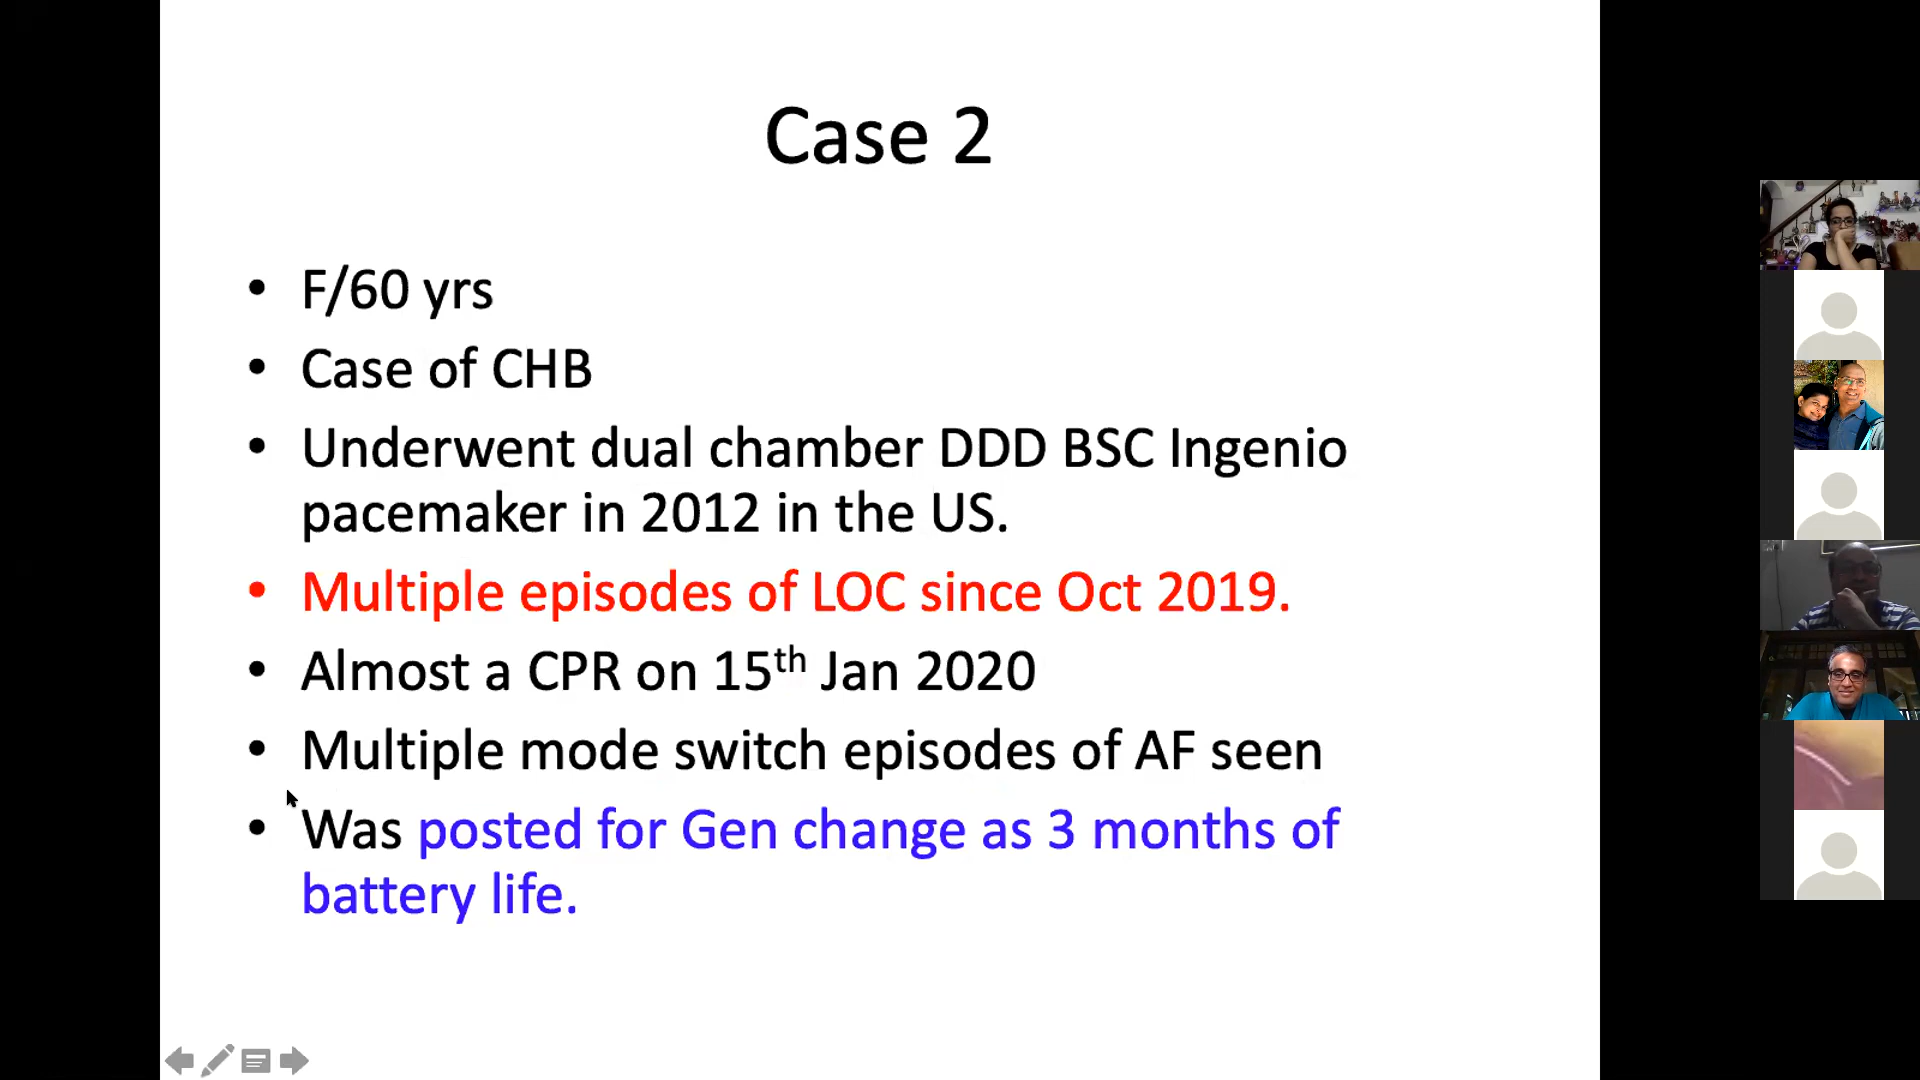 Case 2
• F/60 yrs
• Case of CHB
• Underwent dual chamber DDD BSC Ingenio
pacemaker in 2012 in the US.
• Multiple episodes of LOC since Oct 2019.
• Almost a CPR on 15th Jan 2020
• Multiple mode switch episodes of AF seen
• Was posted for Gen change as 3 months of
battery life.